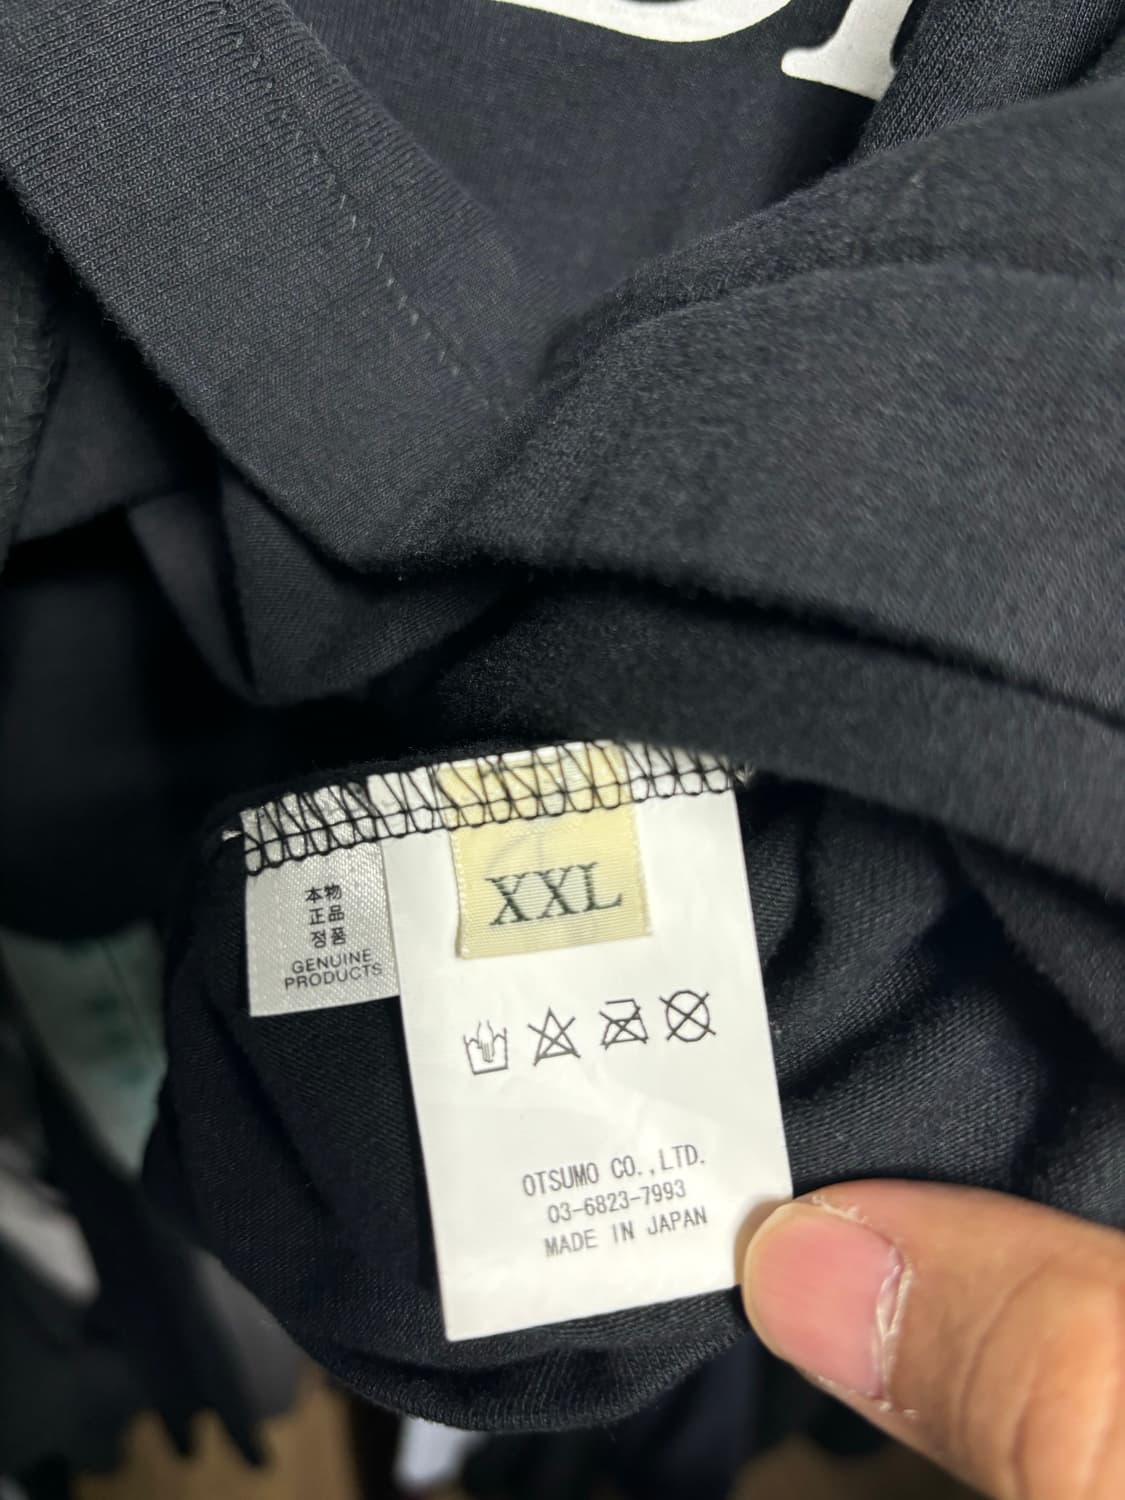 本物
正品
정품
GENUINE
PRODUCTS
XXL
OTSUMO CO.,LTD.
03-6823-7993
MADE IN JAPAN